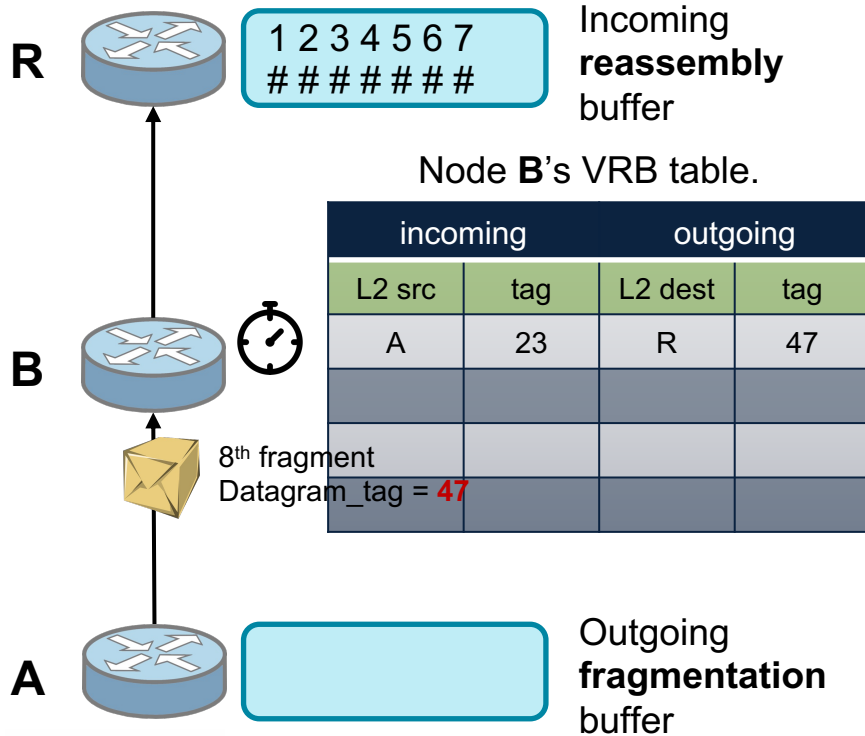 R
1 2 3 4 5 6 7
# # # # # # #
Incoming
reassembly
buffer
Node B's VRB table.
incoming outgoing
L2 src tag L2 dest tag
A 23 R 47
B
8th fragment
Datagram_tag = 47
A
Outgoing
fragmentation
buffer